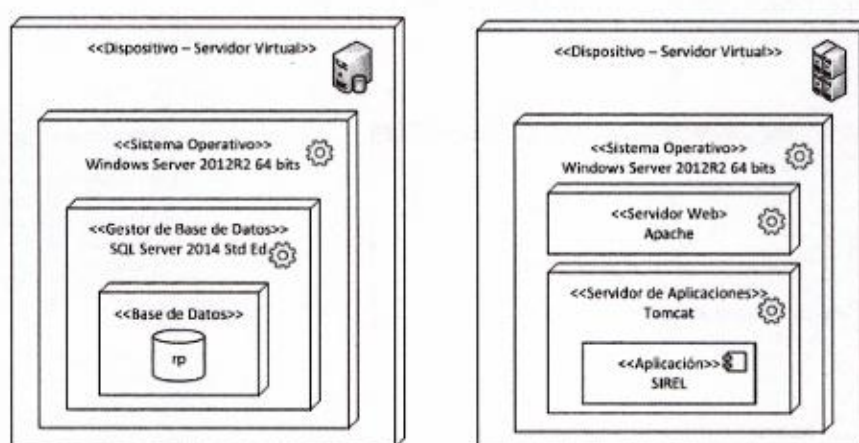 <<Dispositivo – Servidor Virtual>>
<<Sistema Operativo>>
Windows Server 2012R2 64 bits
<<Gestor de Base de Datos>>
SQL Server 2014 Std Ed
<<Base de Datos>>
rp
<<Dispositivo – Servidor Virtual>>
<<Sistema Operativo>>
Windows Server 2012R2 64 bits
<<Servidor Web>
Apache
<<Servidor de Aplicaciones>>
Tomcat
<<Aplicación>>
SIREL